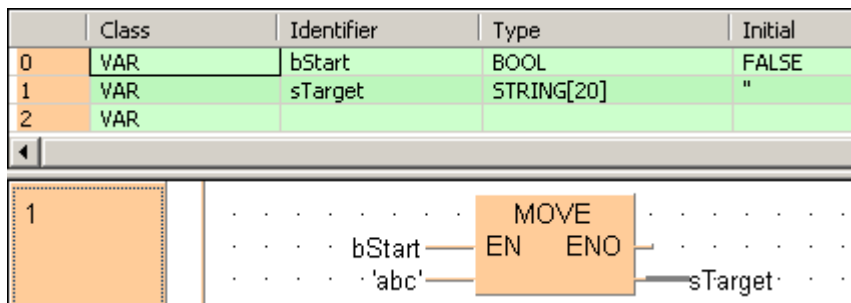 Class Identifier Type Initial
0 VAR bStart BOOL FALSE
1 VAR sTarget STRING[20] ''
2 VAR
1
MOVE
bStart EN ENO
'abc' sTarget